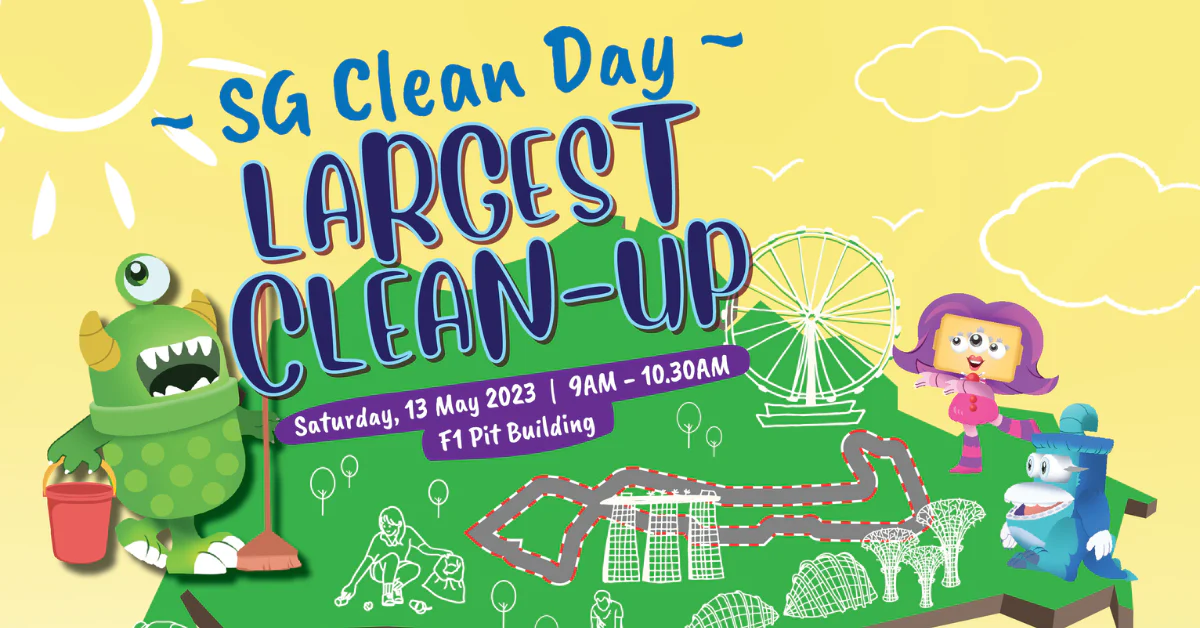 ~ SG Clean Day ~
LARGEST
CLEAN-UP
Saturday, 13 May 2023 | 9AM – 10.30AM
F1 Pit Building